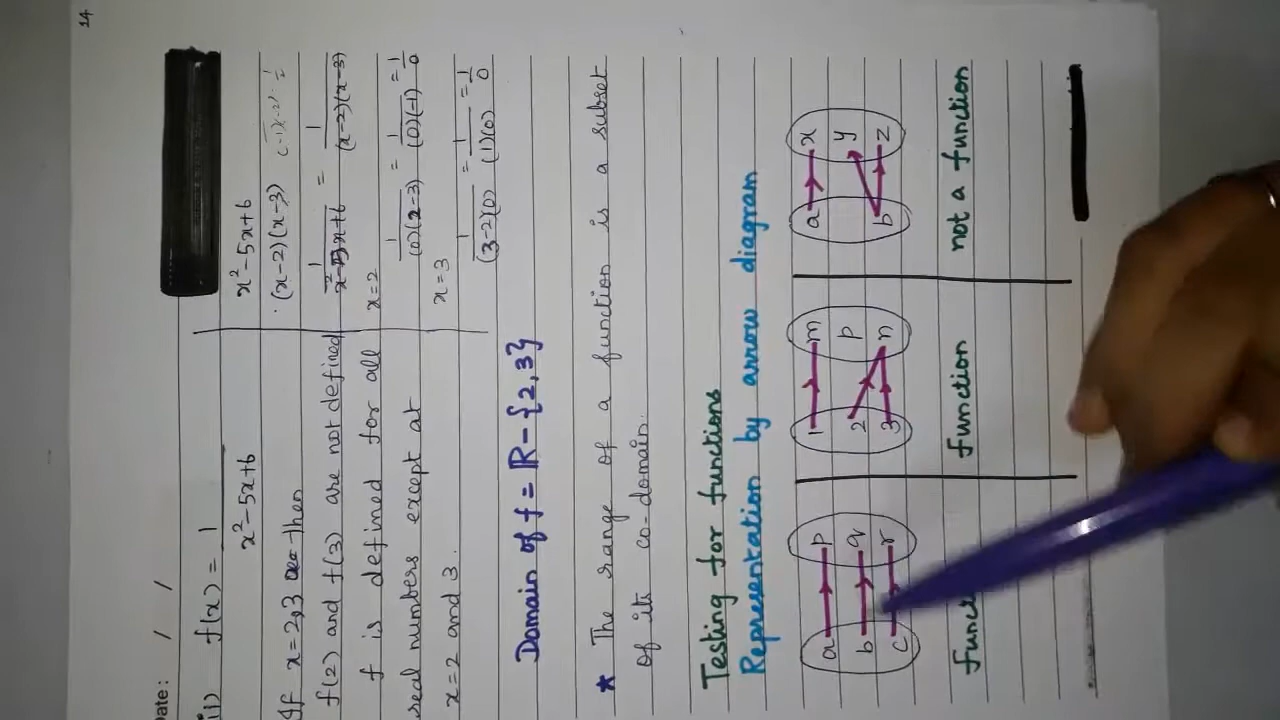 14
Date: / /
ii) f(x) = 1
x²-5x+6
If x=2,3 then
f(2) and f(3) are not defined
f is defined for all
real numbers except at
x=2 and 3.
x²-5x+6
(x-2)(x-3)
1/x²-5x+6 = 1/(x-2)(x-3)
x=2
1/(0)(2-3) = 1/(0)(-1) = 1/0
x=3
1/(3-2)(0) = 1/(1)(0) = 1/0
Domain of f = R-{2,3}
* The range of a function is a subset
of its co-domain.
Testing for functions
Representation by arrow diagram
a p 1 m a x
b q 2 p y
c r 3 n b z
Funct function not a function